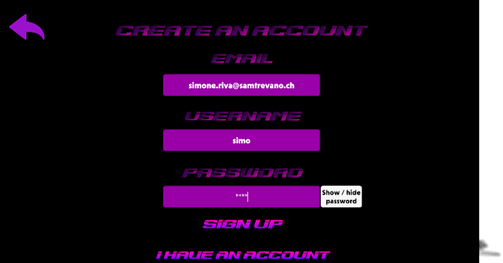 CREATE AN ACCOUNT
EMAIL
simone.riva@samtrevano.ch
USERNAME
simo
PASSWORD
****
Show / hide
password
SIGN UP
I HAVE AN ACCOUNT